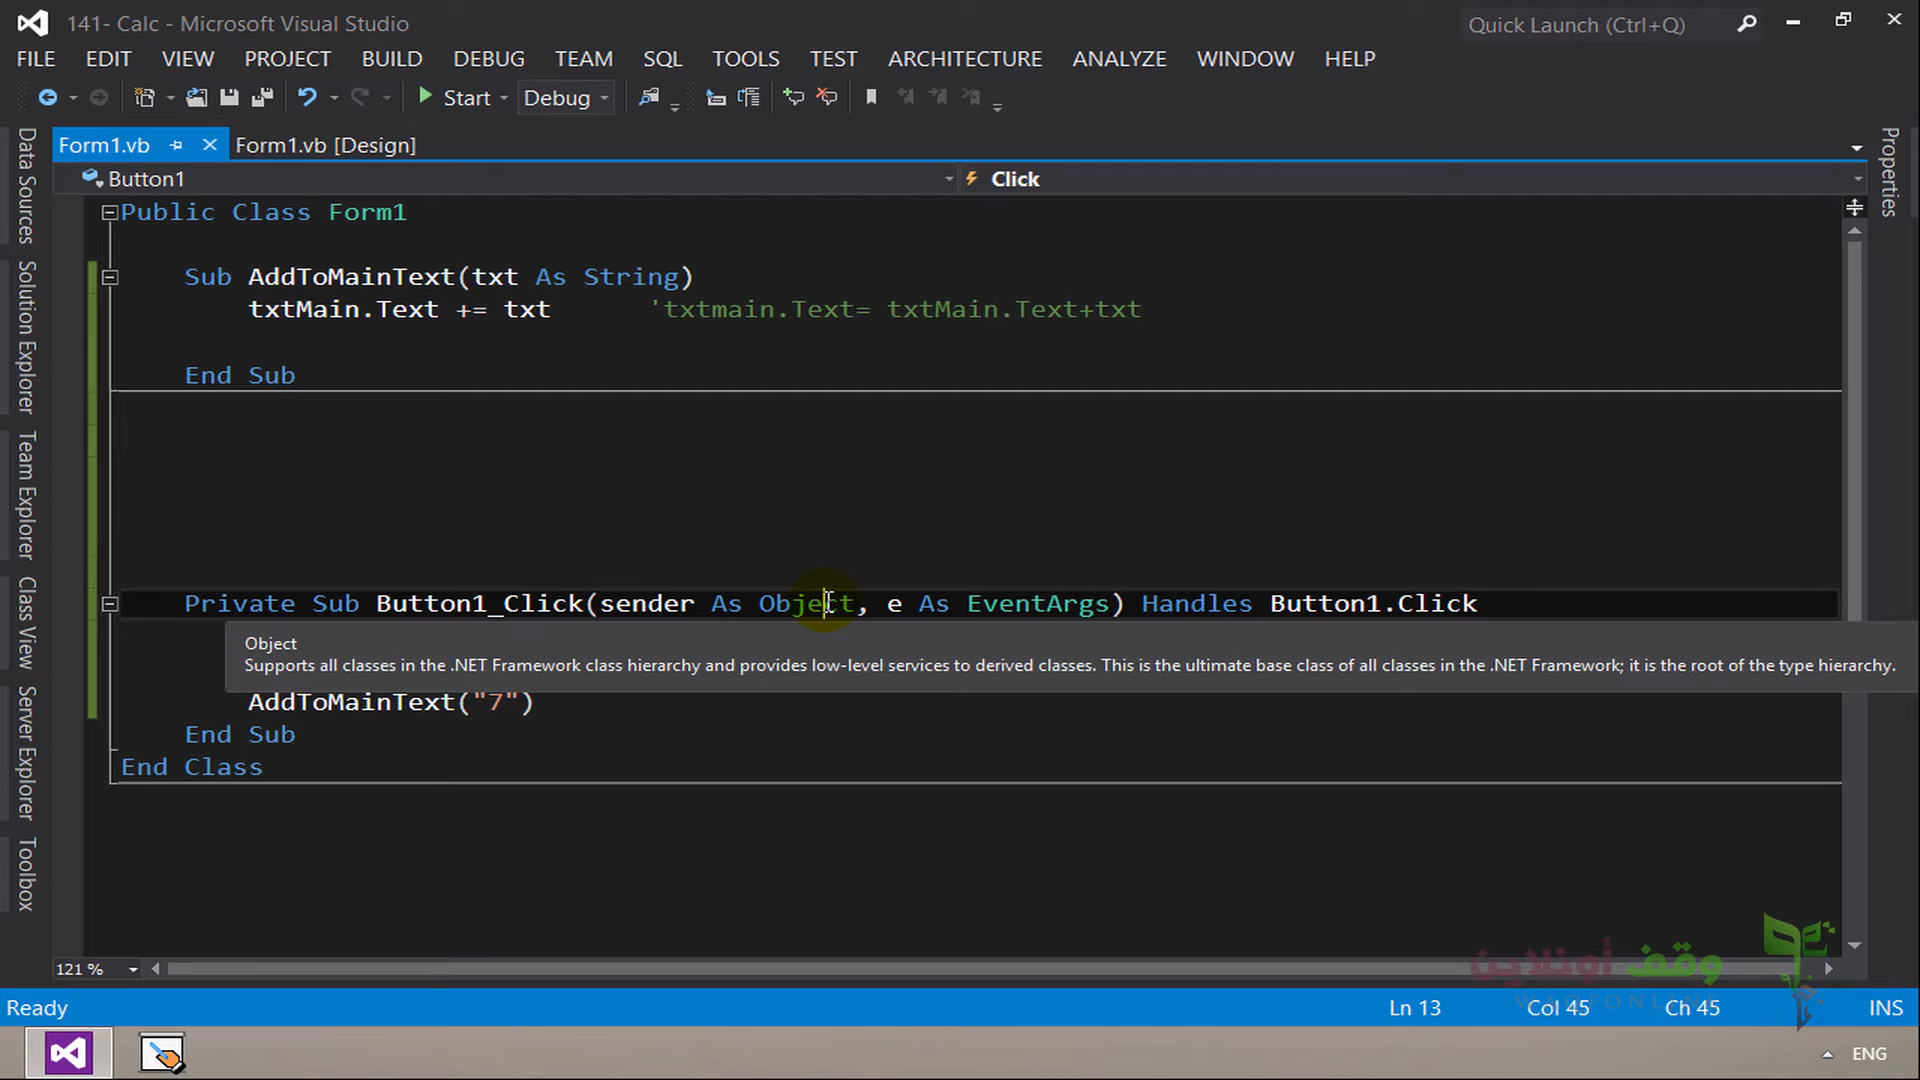 141- Calc - Microsoft Visual Studio
Quick Launch (Ctrl+Q)
FILE EDIT VIEW PROJECT BUILD DEBUG TEAM SQL TOOLS TEST ARCHITECTURE ANALYZE WINDOW HELP
Start Debug
Form1.vb Form1.vb [Design]
Button1 Click
Public Class Form1
Sub AddToMainText(txt As String)
txtMain.Text += txt 'txtmain.Text= txtMain.Text+txt
End Sub
Private Sub Button1_Click(sender As Object, e As EventArgs) Handles Button1.Click
Object
Supports all classes in the .NET Framework class hierarchy and provides low-level services to derived classes. This is the ultimate base class of all classes in the .NET Framework; it is the root of the type hierarchy.
AddToMainText("7")
End Sub
End Class
Data Sources
Solution Explorer
Team Explorer
Class View
Server Explorer
Toolbox
Properties
121 %
وقف أونلاين
WAQFONLINE
Ready Ln 13 Col 45 Ch 45 INS
ENG